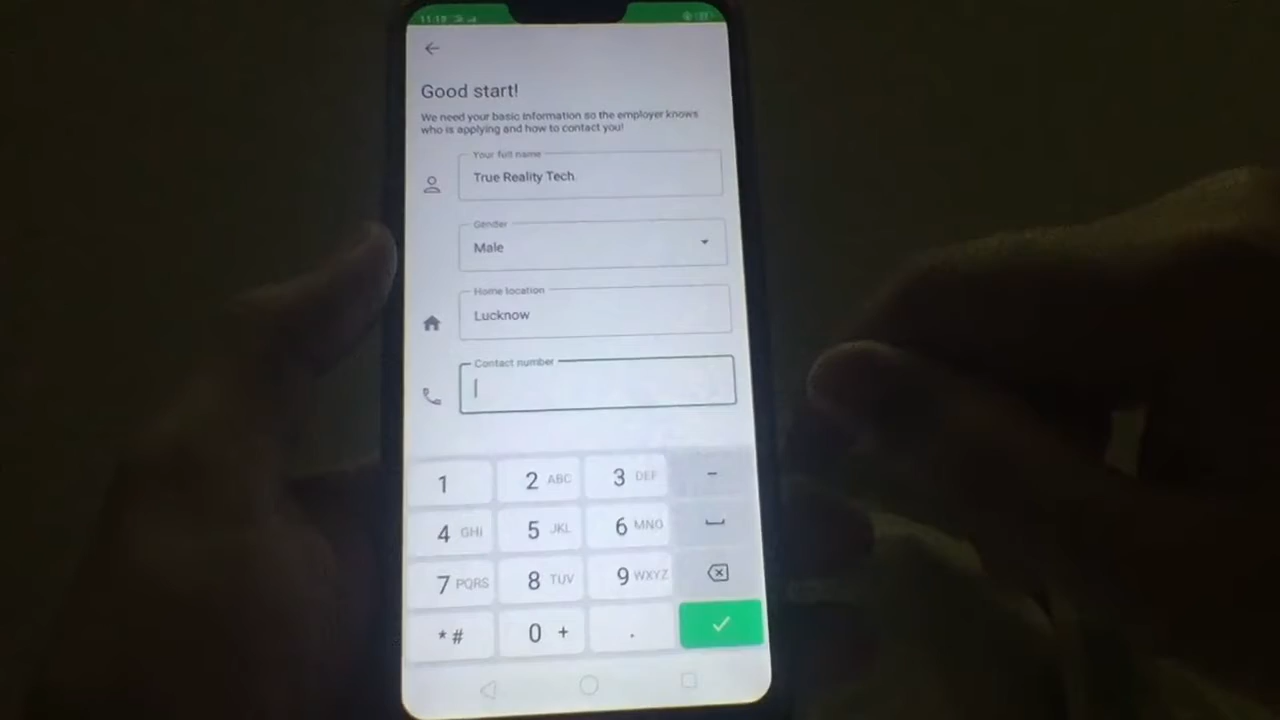 11:19
Good start!
We need your basic information so the employer knows
who is applying and how to contact you!
Your full name
True Reality Tech
Gender
Male
Home location
Lucknow
Contact number
1 2 ABC 3 DEF -
4 GHI 5 JKL 6 MNO
7 PQRS 8 TUV 9 WXYZ
*# 0 + .